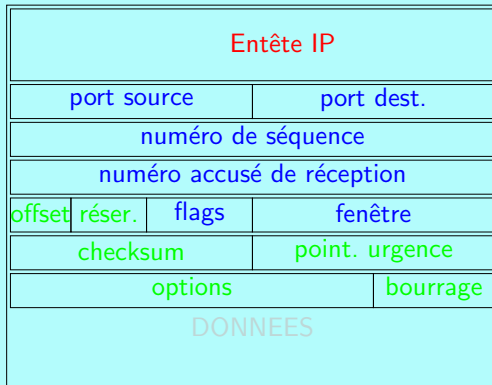 Entête IP
port source port dest.
numéro de séquence
numéro accusé de réception
offset réser. flags fenêtre
checksum point. urgence
options bourrage
DONNEES